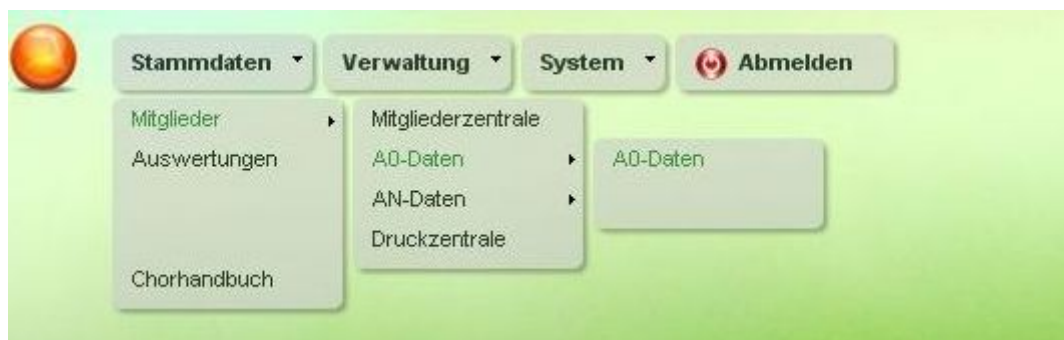 Stammdaten Verwaltung System Abmelden
Mitglieder Mitgliederzentrale
Auswertungen A0-Daten A0-Daten
AN-Daten
Druckzentrale
Chorhandbuch